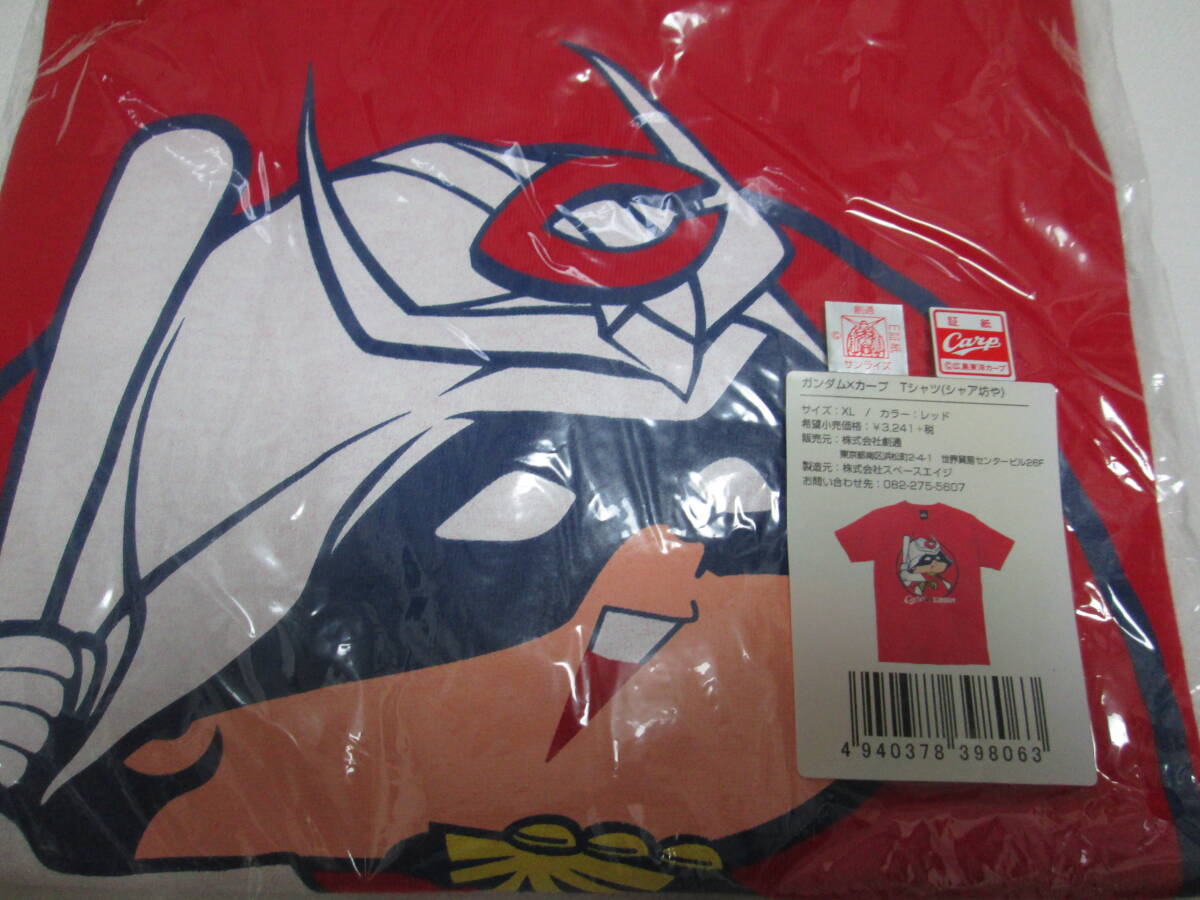 創通
サンライズ
証紙
Carp
©広島東洋カープ
ガンダム×カープ Tシャツ(シャア坊や)
サイズ：XL / カラー：レッド
希望小売価格：￥3,241+税
販売元：株式会社創通
東京都南区浜松町2-4-1 世界貿易センタービル26F
製造元：株式会社スペースエイジ
お問い合わせ先：082-275-5607
Carp
4 940378 398063